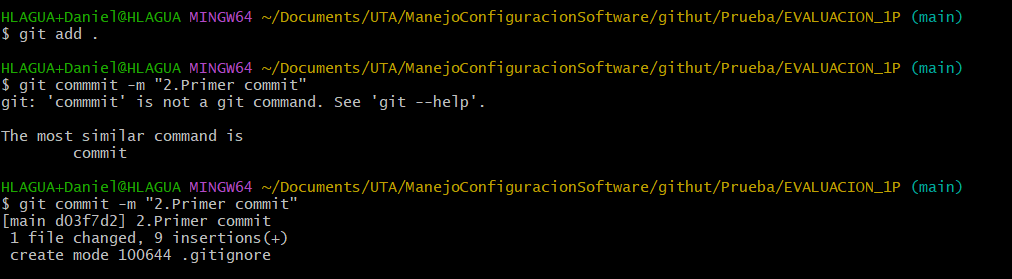 HLAGUA+Daniel@HLAGUA MINGW64 ~/Documents/UTA/ManejoConfiguracionSoftware/githut/Prueba/EVALUACION_1P (main)
$ git add .
HLAGUA+Daniel@HLAGUA MINGW64 ~/Documents/UTA/ManejoConfiguracionSoftware/githut/Prueba/EVALUACION_1P (main)
$ git commmit -m "2.Primer commit"
git: 'commmit' is not a git command. See 'git --help'.
The most similar command is
commit
HLAGUA+Daniel@HLAGUA MINGW64 ~/Documents/UTA/ManejoConfiguracionSoftware/githut/Prueba/EVALUACION_1P (main)
$ git commit -m "2.Primer commit"
[main d03f7d2] 2.Primer commit
1 file changed, 9 insertions(+)
create mode 100644 .gitignore